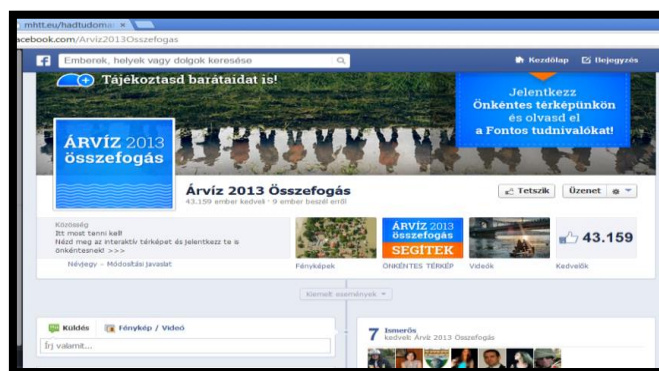 mhtt.eu/hadtudoma
acebook.com/Arviz2013Osszefogas
Emberek, helyek vagy dolgok keresése
Kezdőlap
Bejegyzés
Tájékoztasd barátaidat is!
Jelentkezz
Önkéntes térképünkön
és olvasd el
a Fontos tudnivalókat!
ÁRVÍZ 2013
összefogás
Árvíz 2013 Összefogás
43.159 ember kedveli · 9 ember beszél erről
Tetszik
Üzenet
Közösség
Itt most tenni kell!
Nézd meg az interaktív térképet és jelentkezz te is
önkéntesnek! >>>
Névjegy – Módosítási javaslat
Fényképek
ÁRVÍZ 2013
összefogás
SEGÍTEK
ÖNKÉNTES TÉRKÉP
Videók
43.159
Kedvelők
Kiemelt események
Küldés
Fénykép / Videó
Írj valamit...
7 Ismerős
kedveli: Árvíz 2013 Összefogás